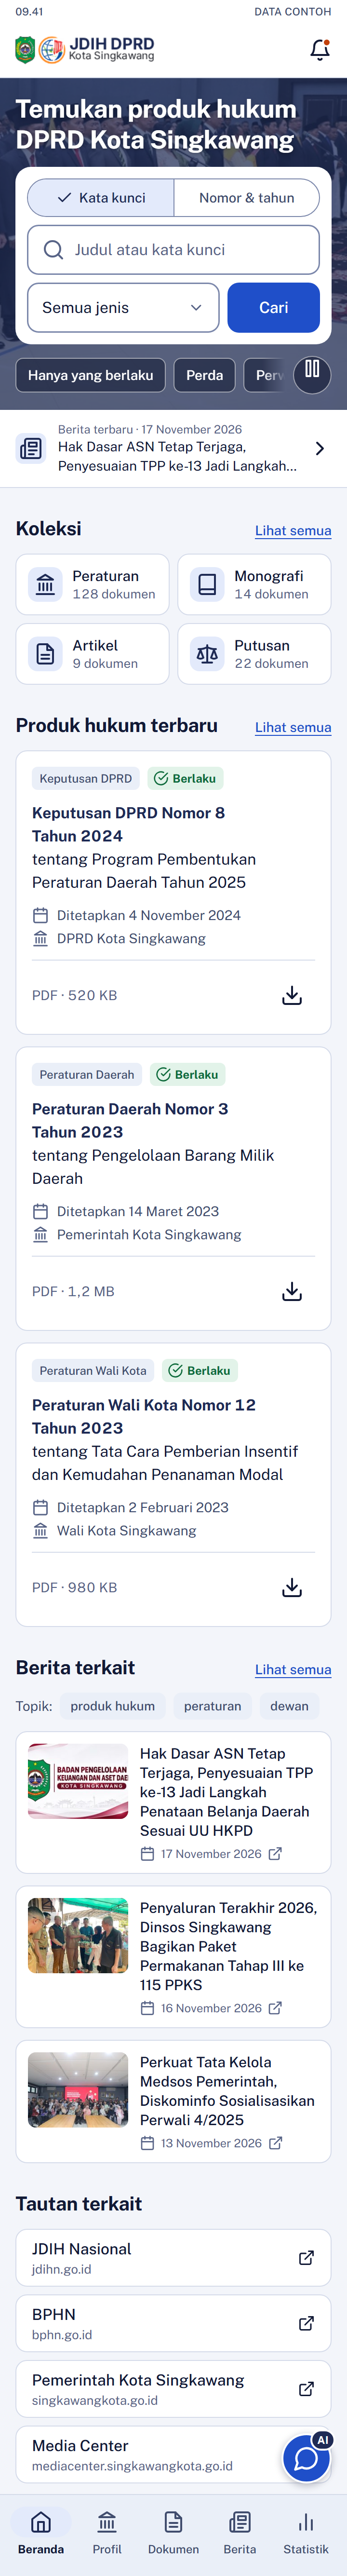 09.41
DATA CONTOH
JDIH DPRD
Kota Singkawang
Temukan produk hukum
DPRD Kota Singkawang
Kata kunci
Nomor & tahun
Judul atau kata kunci
Semua jenis
Cari
Hanya yang berlaku
Perda
Berita terbaru · 17 November 2026
Hak Dasar ASN Tetap Terjaga,
Penyesuaian TPP ke-13 Jadi Langkah...
Koleksi
Lihat semua
Peraturan
128 dokumen
Monografi
14 dokumen
Artikel
9 dokumen
Putusan
22 dokumen
Produk hukum terbaru
Lihat semua
Keputusan DPRD
Berlaku
Keputusan DPRD Nomor 8
Tahun 2024
tentang Program Pembentukan
Peraturan Daerah Tahun 2025
Ditetapkan 4 November 2024
DPRD Kota Singkawang
PDF · 520 KB
Peraturan Daerah
Berlaku
Peraturan Daerah Nomor 3
Tahun 2023
tentang Pengelolaan Barang Milik
Daerah
Ditetapkan 14 Maret 2023
Pemerintah Kota Singkawang
PDF · 1,2 MB
Peraturan Wali Kota
Berlaku
Peraturan Wali Kota Nomor 12
Tahun 2023
tentang Tata Cara Pemberian Insentif
dan Kemudahan Penanaman Modal
Ditetapkan 2 Februari 2023
Wali Kota Singkawang
PDF · 980 KB
Berita terkait
Lihat semua
Topik:
produk hukum
peraturan
dewan
BADAN PENGELOLAAN
KEUANGAN DAN ASET DAE
KOTA SINGKAWANG
Hak Dasar ASN Tetap
Terjaga, Penyesuaian TPP
ke-13 Jadi Langkah
Penataan Belanja Daerah
Sesuai UU HKPD
17 November 2026
Penyaluran Terakhir 2026,
Dinsos Singkawang
Bagikan Paket
Permakanan Tahap III ke
115 PPKS
16 November 2026
Perkuat Tata Kelola
Medsos Pemerintah,
Diskominfo Sosialisasikan
Perwali 4/2025
13 November 2026
Tautan terkait
JDIH Nasional
jdihn.go.id
BPHN
bphn.go.id
Pemerintah Kota Singkawang
singkawangkota.go.id
Media Center
mediacenter.singkawangkota.go.id
AI
Beranda
Profil
Dokumen
Berita
Statistik